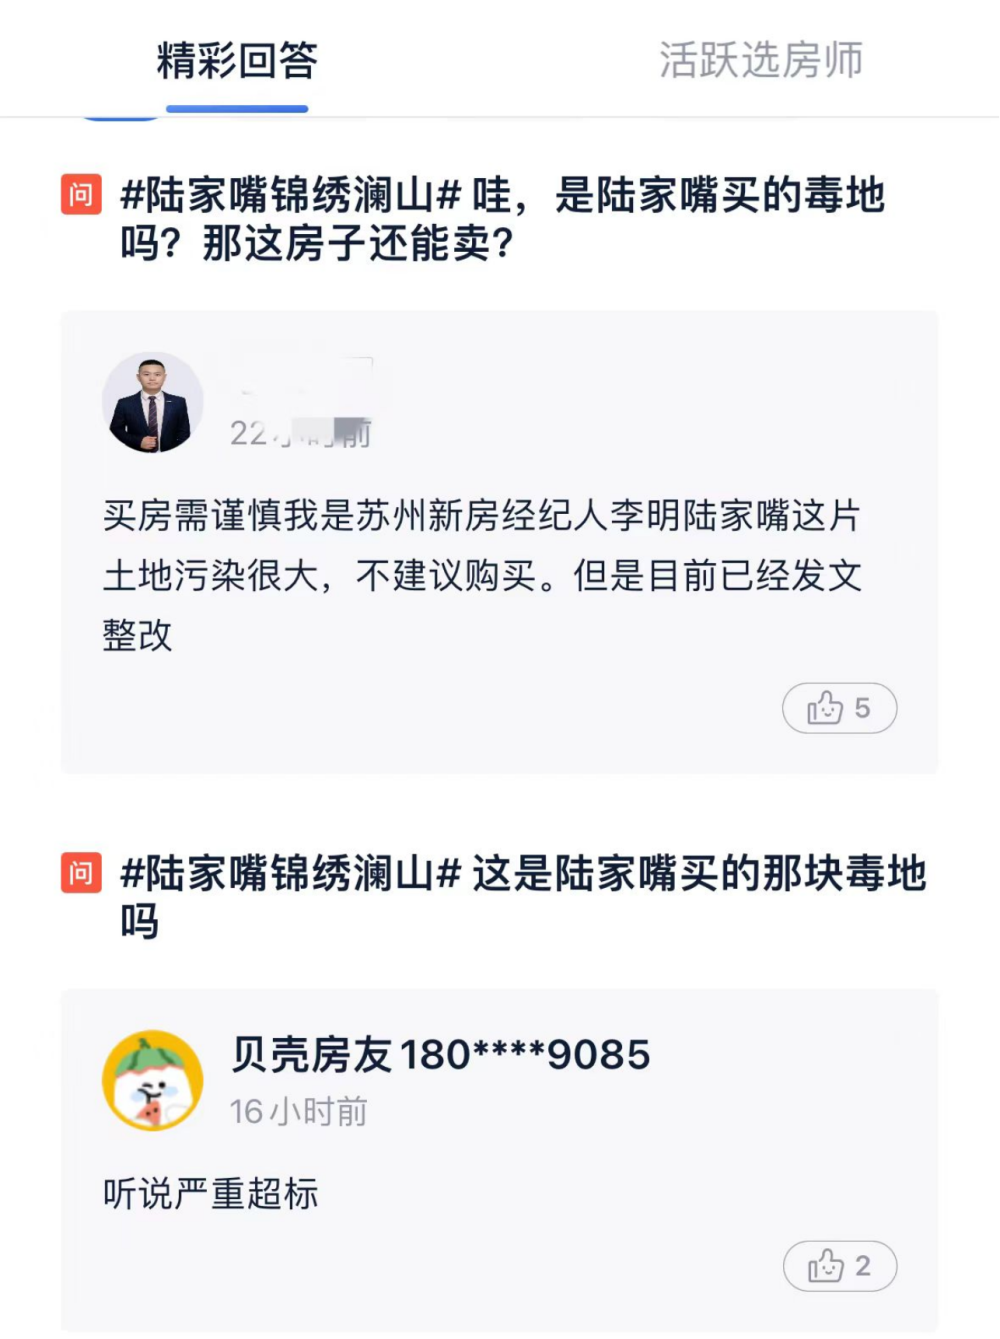 精彩回答
活跃选房师
问
#陆家嘴锦绣澜山# 哇，是陆家嘴买的毒地
吗？那这房子还能卖？
22小时前
买房需谨慎我是苏州新房经纪人李明陆家嘴这片
土地污染很大，不建议购买。但是目前已经发文
整改
5
问
#陆家嘴锦绣澜山# 这是陆家嘴买的那块毒地
吗
贝壳房友180****9085
16小时前
听说严重超标
2